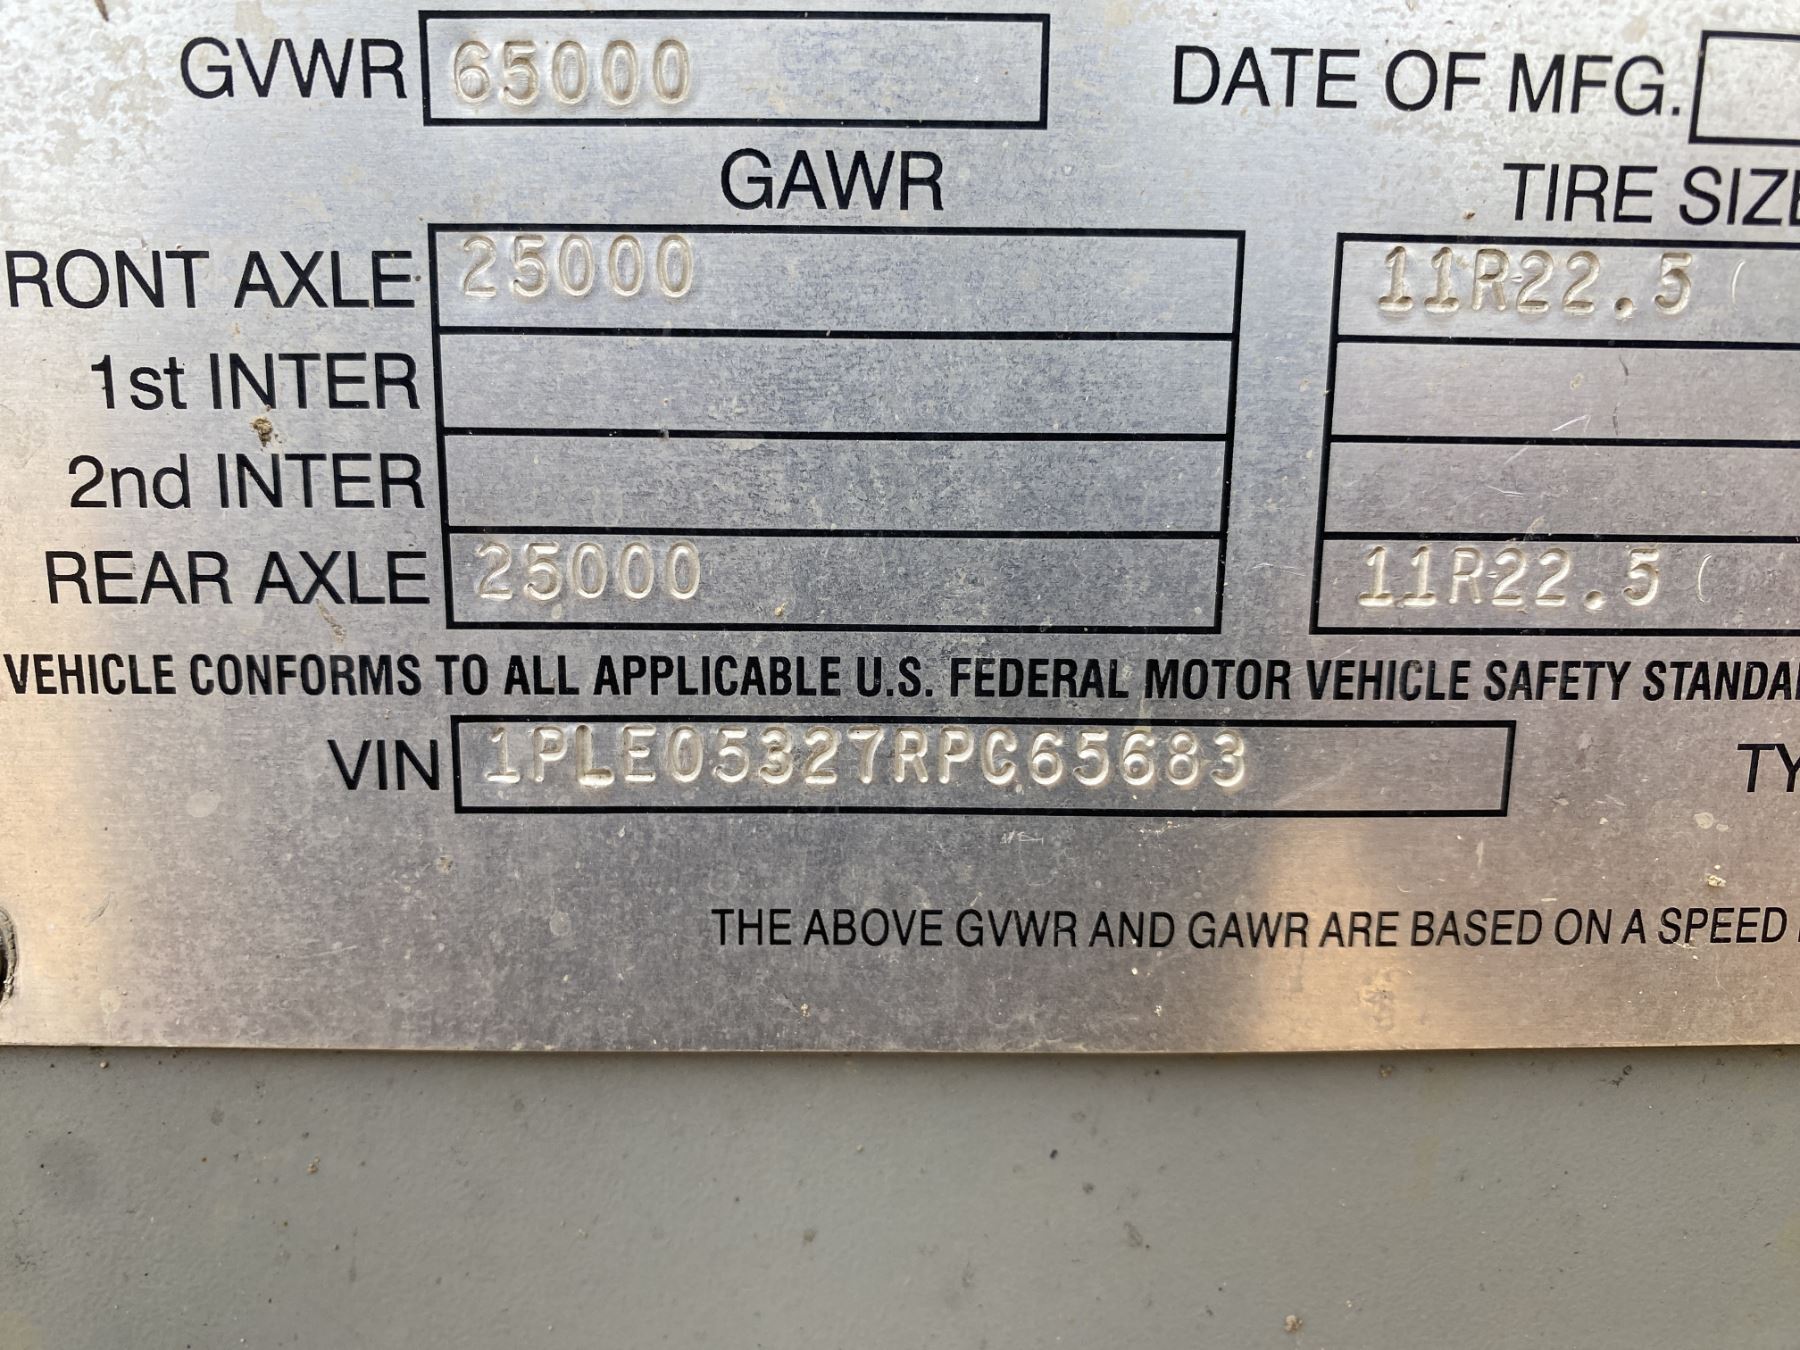 GVWR 65000 DATE OF MFG.
GAWR TIRE SIZE
RONT AXLE 25000 11R22.5 (
1st INTER
2nd INTER
REAR AXLE 25000 11R22.5 (
VEHICLE CONFORMS TO ALL APPLICABLE U.S. FEDERAL MOTOR VEHICLE SAFETY STANDA
VIN 1PLE05327RPC65683 TY
THE ABOVE GVWR AND GAWR ARE BASED ON A SPEED